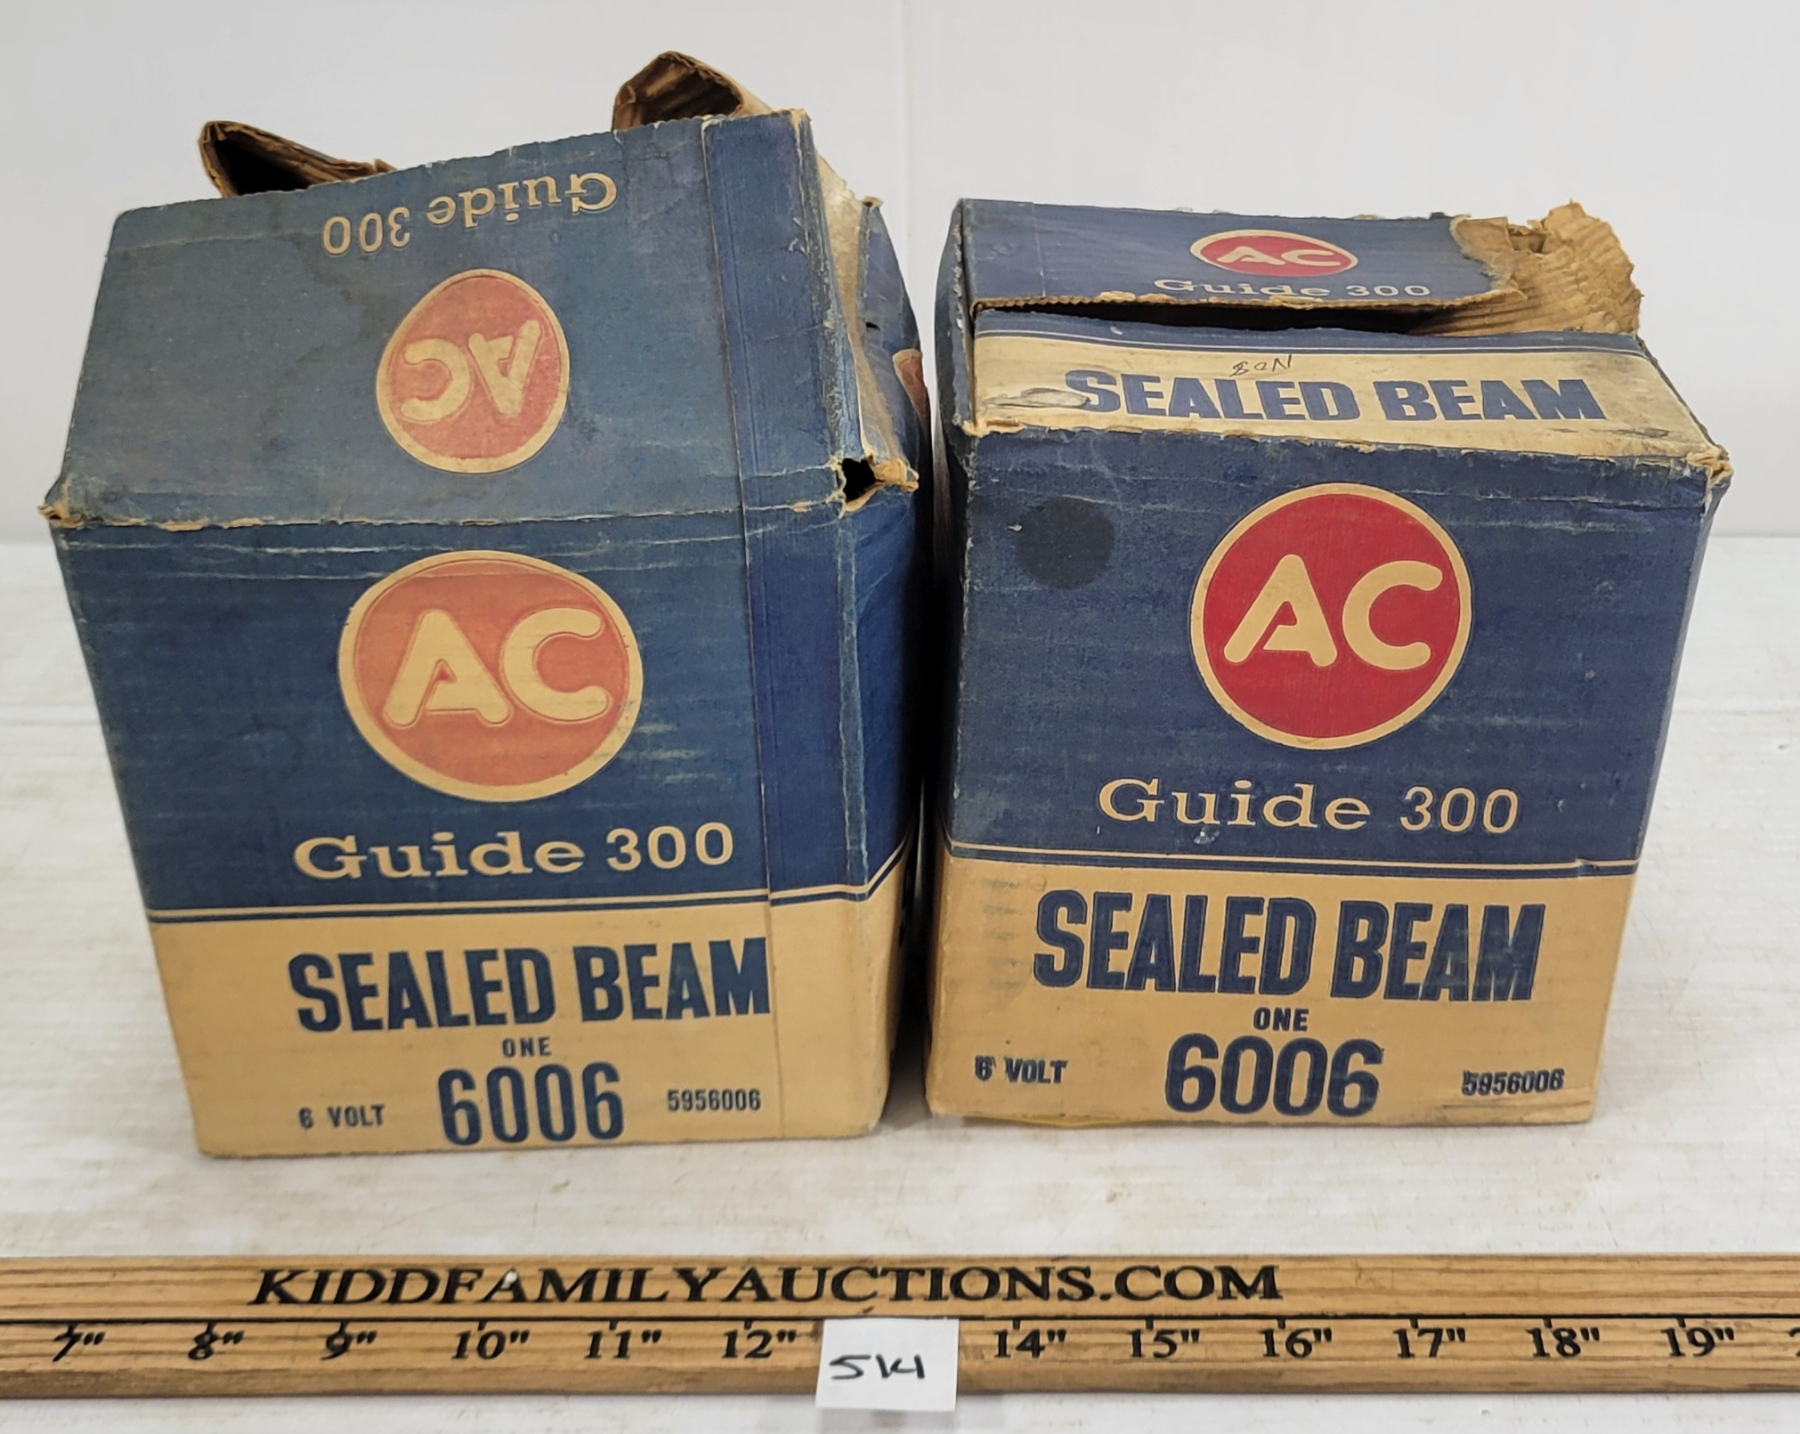 Guide 300
AC
AC
Guide 300
SEALED BEAM
ONE
6 VOLT 6006 5956006
AC
Guide 300
SEALED BEAM
AC
Guide 300
SEALED BEAM
ONE
6 VOLT 6006 5956006
KIDDFAMILYAUCTIONS.COM
7" 8" 9" 10" 11" 12" 14" 15" 16" 17" 18" 19"
514